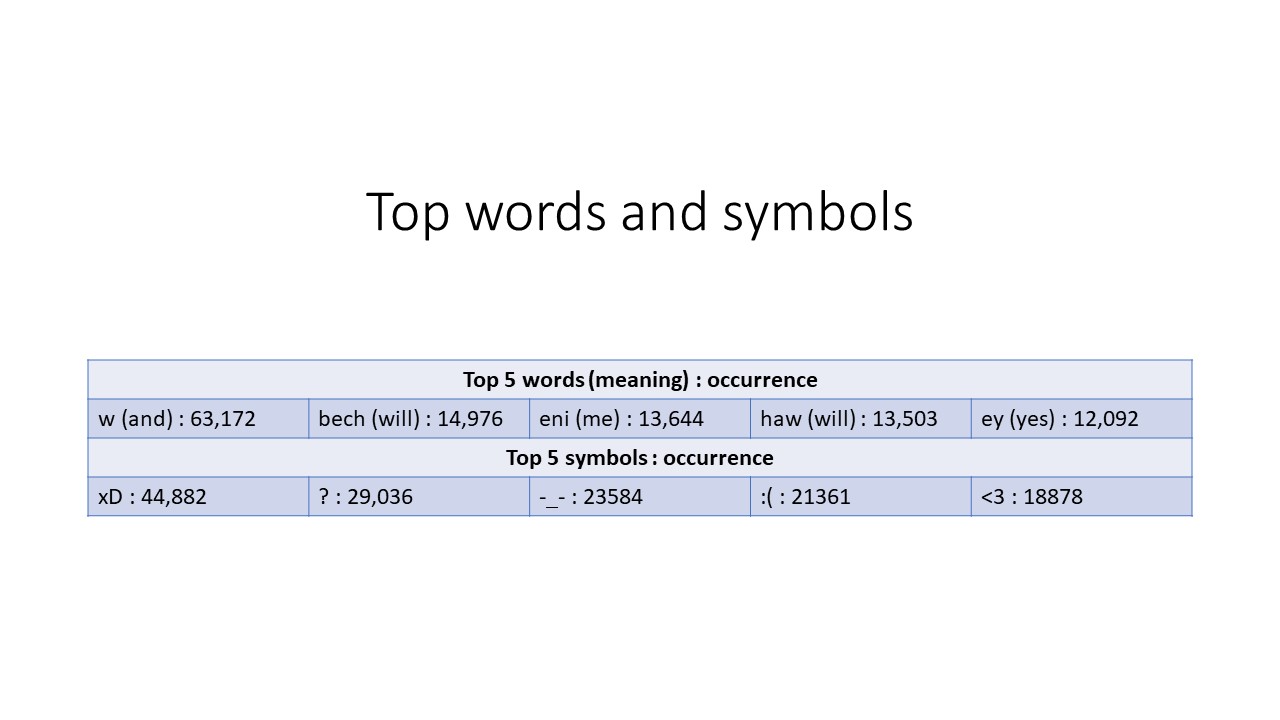 Top words and symbols
Top 5 words (meaning) : occurrence
w (and) : 63,172 bech (will) : 14,976 eni (me) : 13,644 haw (will) : 13,503 ey (yes) : 12,092
Top 5 symbols : occurrence
xD : 44,882 ? : 29,036 -_- : 23584 :( : 21361 <3 : 18878